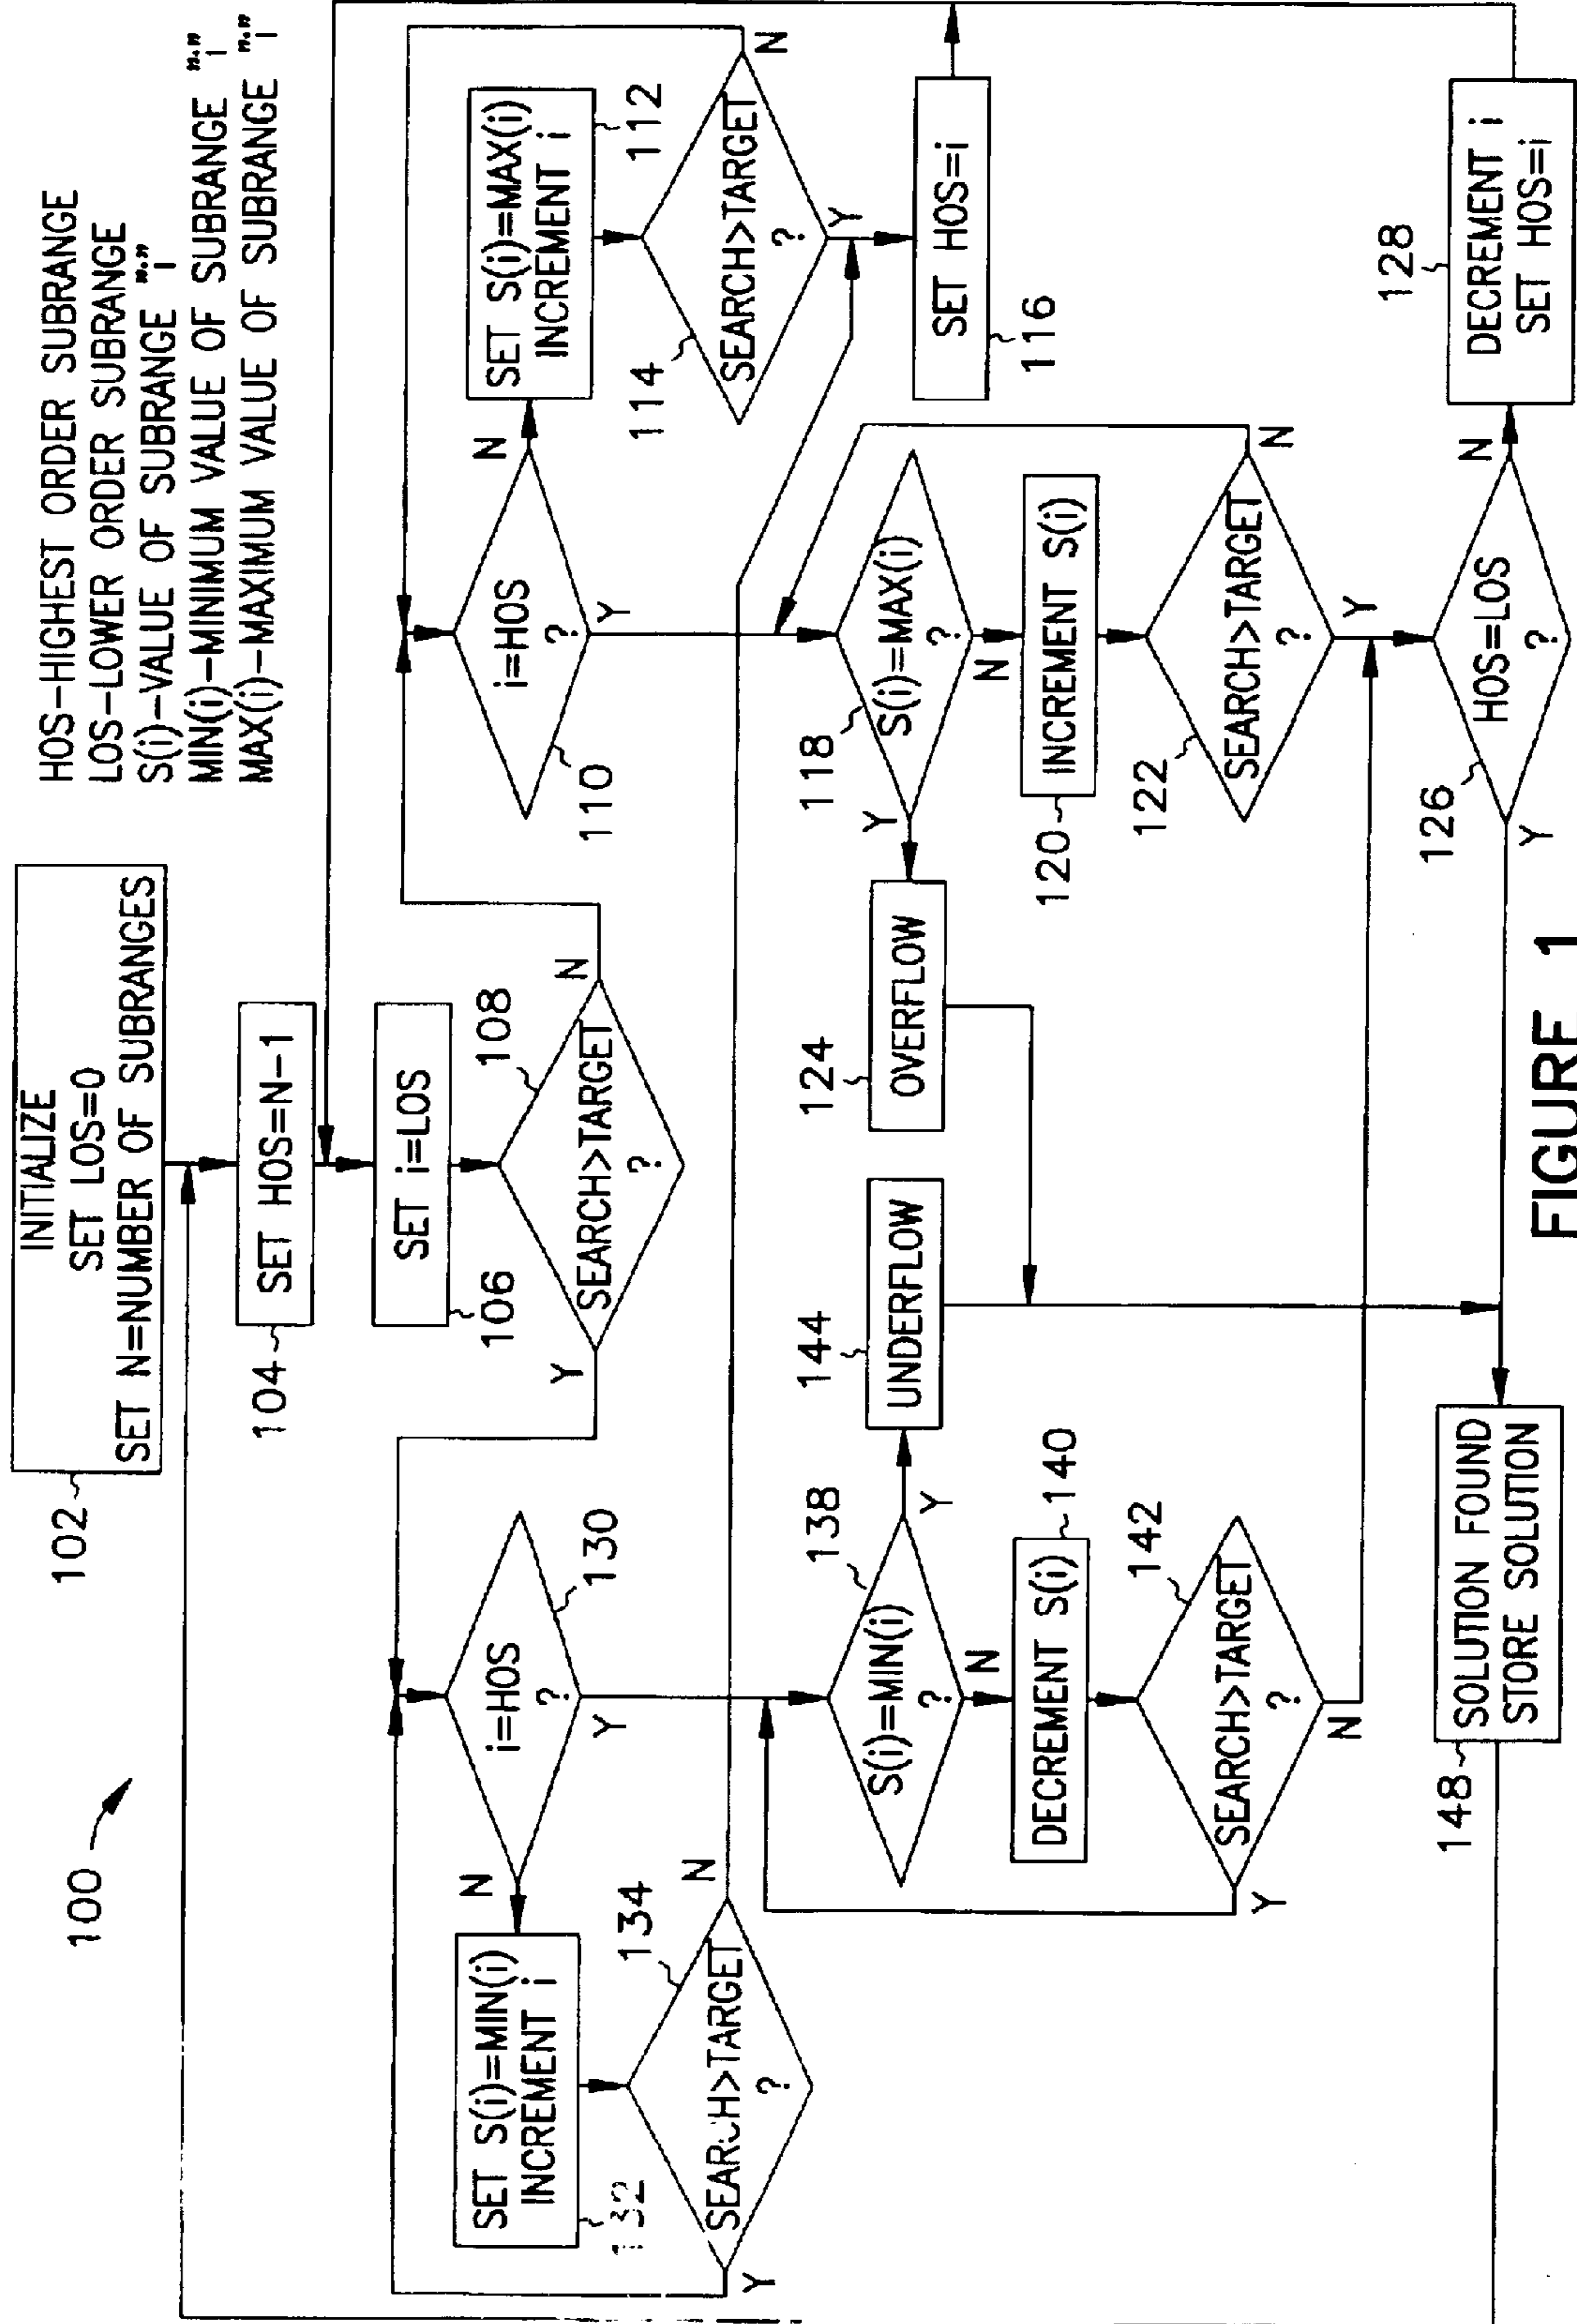 HOS-HIGHEST ORDER SUBRANGE
LOS-LOWER ORDER SUBRANGE
S(i)-VALUE OF SUBRANGE "i"
MIN(i)-MINIMUM VALUE OF SUBRANGE "i"
MAX(i)-MAXIMUM VALUE OF SUBRANGE "i"
100
102
INITIALIZE
SET LOS=0
SET N=NUMBER OF SUBRANGES
104
SET HOS=N-1
106
SET i=LOS
108
SEARCH>TARGET
?
Y
N
130
i=HOS
?
N
Y
132
SET S(i)=MIN(i)
INCREMENT i
134
SEARCH>TARGET
?
Y
N
110
i=HOS
?
N
Y
112
SET S(i)=MAX(i)
INCREMENT i
114
SEARCH>TARGET
?
N
Y
116
SET HOS=i
138
S(i)=MIN(i)
?
Y
N
144
UNDERFLOW
140
DECREMENT S(i)
142
SEARCH>TARGET
?
Y
N
118
S(i)=MAX(i)
?
Y
N
124
OVERFLOW
120
INCREMENT S(i)
122
SEARCH>TARGET
?
N
Y
126
HOS=LOS
?
Y
N
128
DECREMENT i
SET HOS=i
148
SOLUTION FOUND
STORE SOLUTION
FIGURE 1